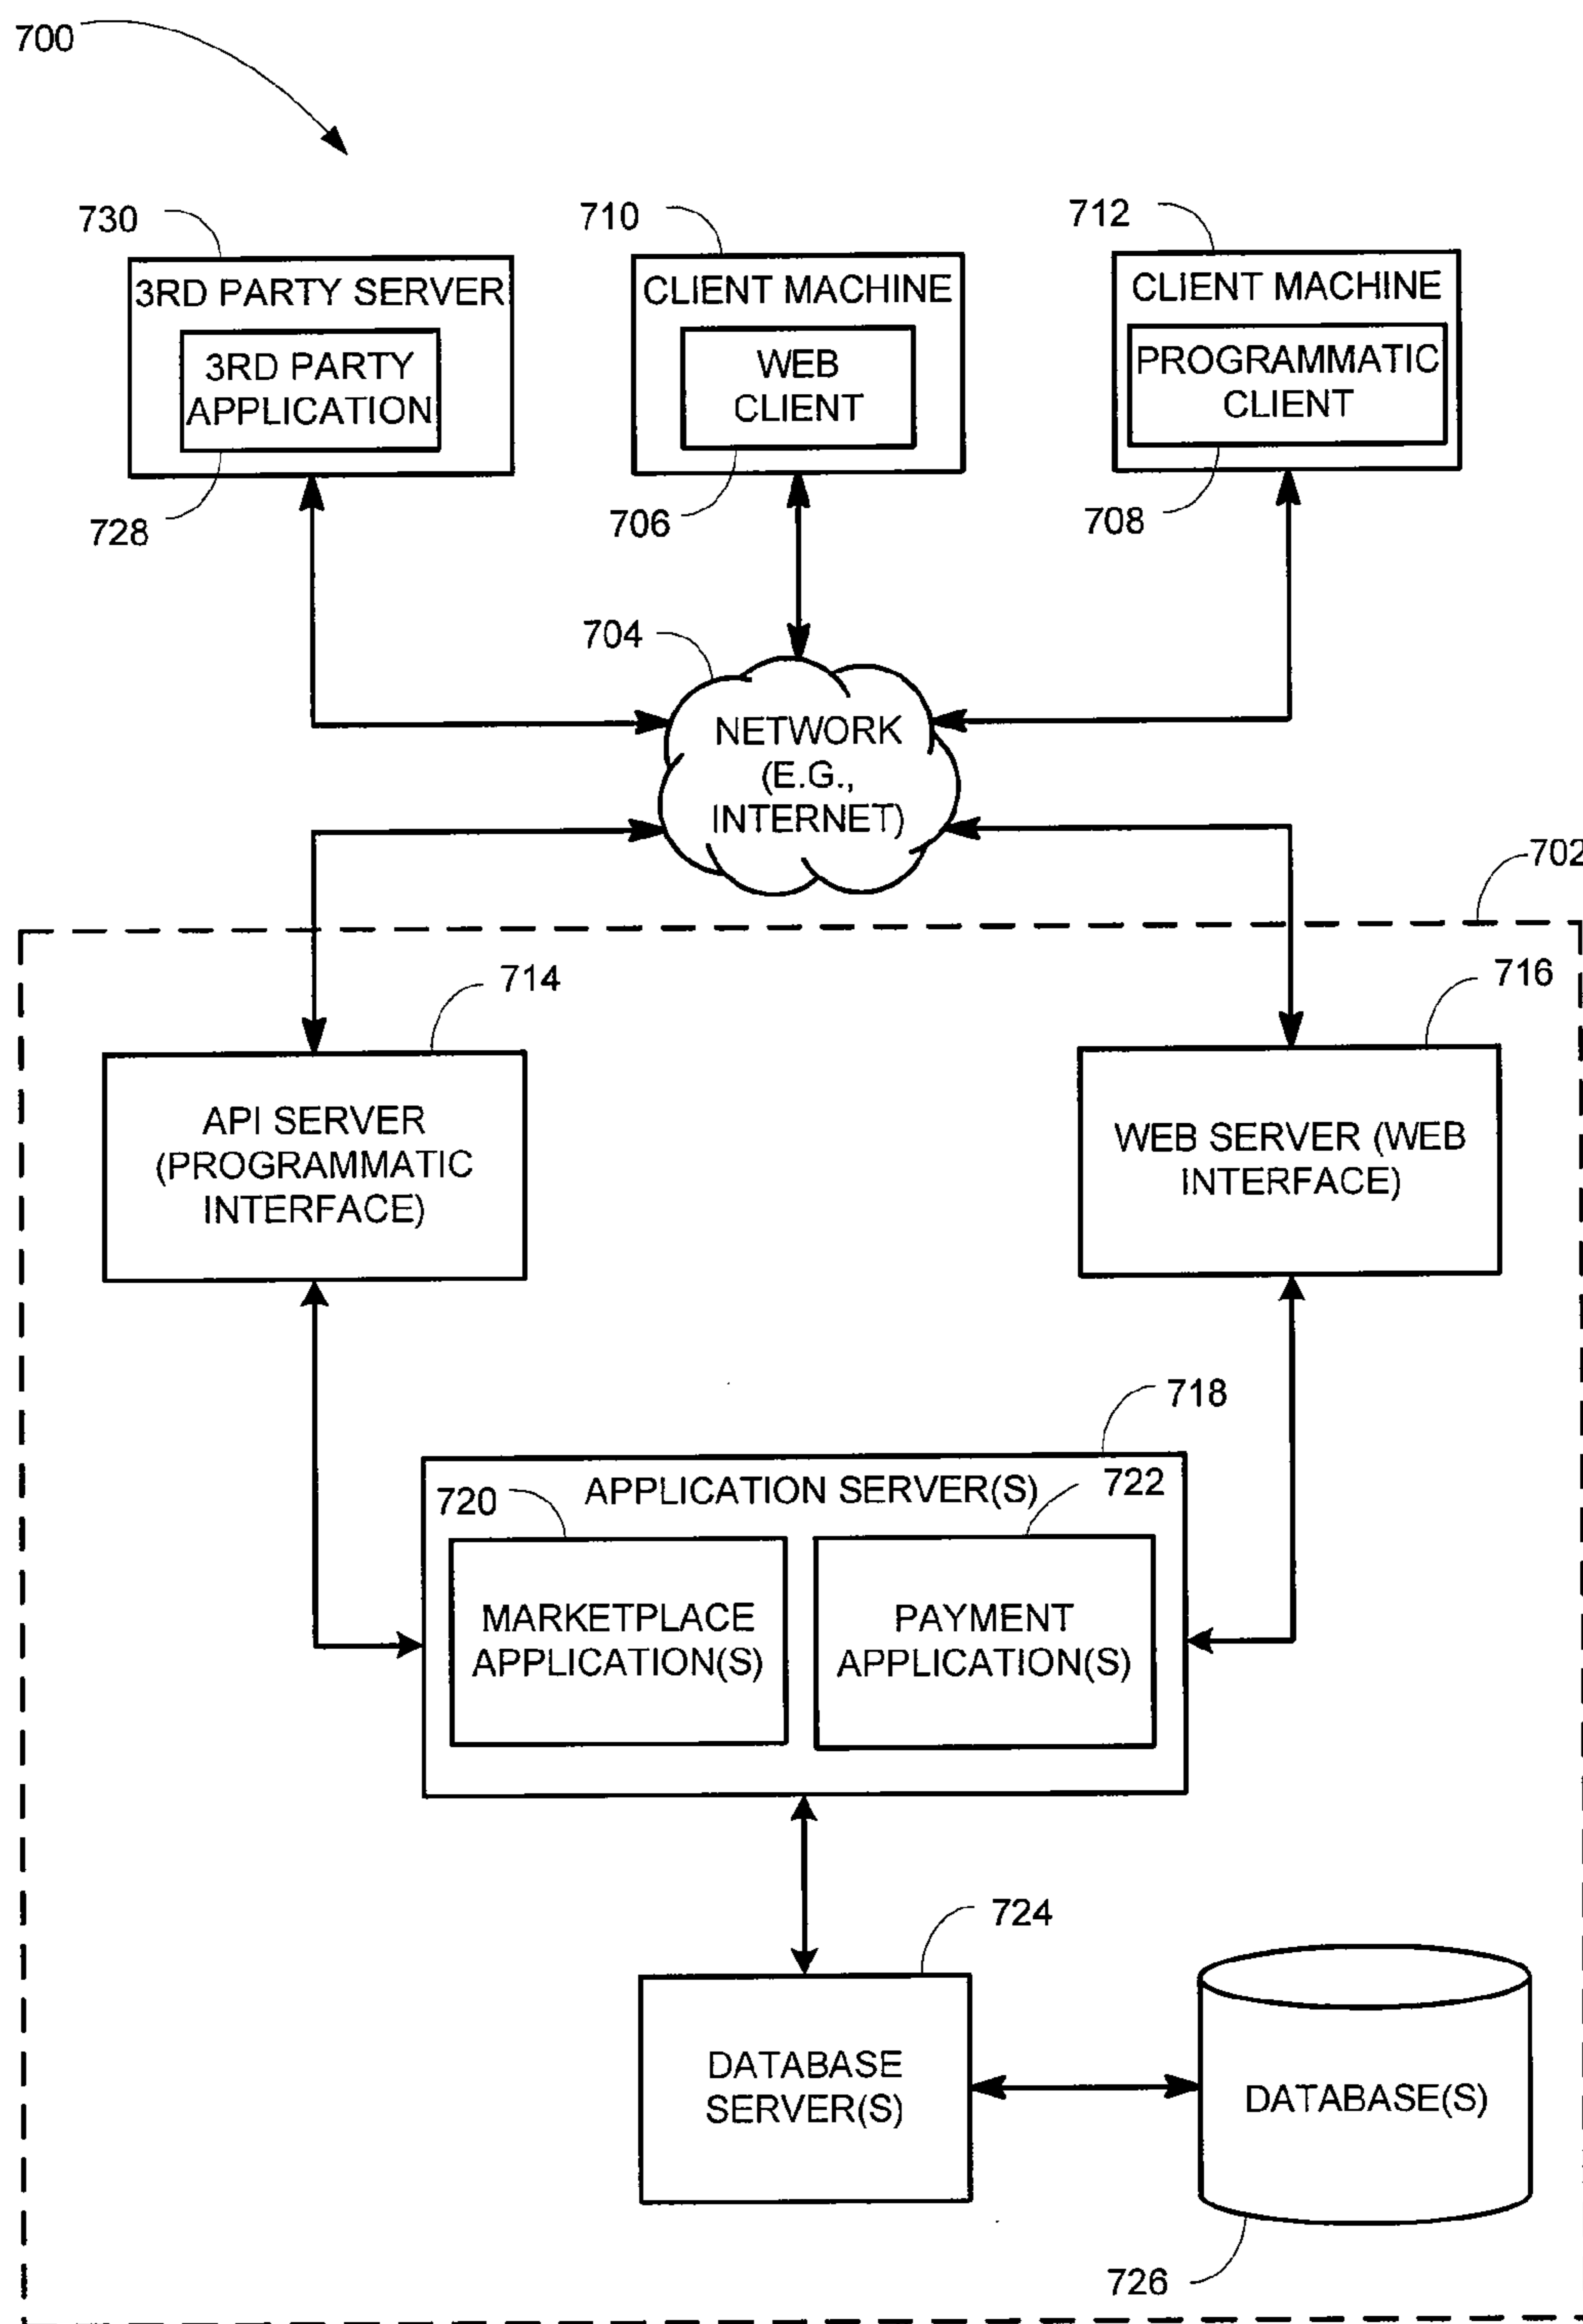 700
730
710
712
3RD PARTY SERVER
3RD PARTY
APPLICATION
CLIENT MACHINE
WEB
CLIENT
CLIENT MACHINE
PROGRAMMATIC
CLIENT
728
706
708
704
NETWORK
(E.G.,
INTERNET)
702
714
716
API SERVER
(PROGRAMMATIC
INTERFACE)
WEB SERVER (WEB
INTERFACE)
718
APPLICATION SERVER(S)
720
722
MARKETPLACE
APPLICATION(S)
PAYMENT
APPLICATION(S)
724
DATABASE
SERVER(S)
DATABASE(S)
726